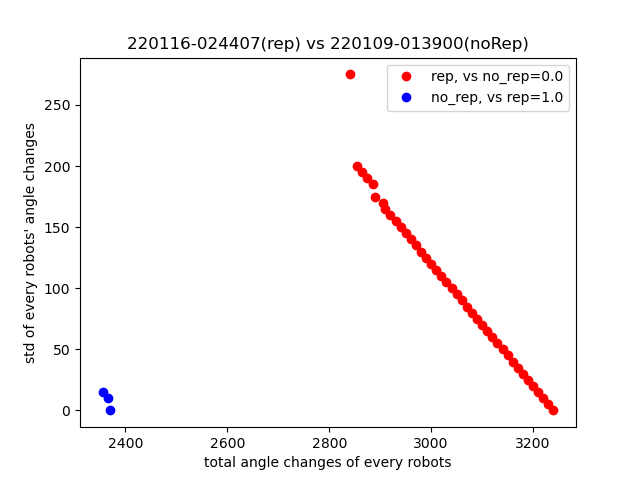 220116-024407(rep) vs 220109-013900(noRep)
rep, vs no_rep=0.0
no_rep, vs rep=1.0
std of every robots' angle changes
250
200
150
100
50
0
2400 2600 2800 3000 3200
total angle changes of every robots